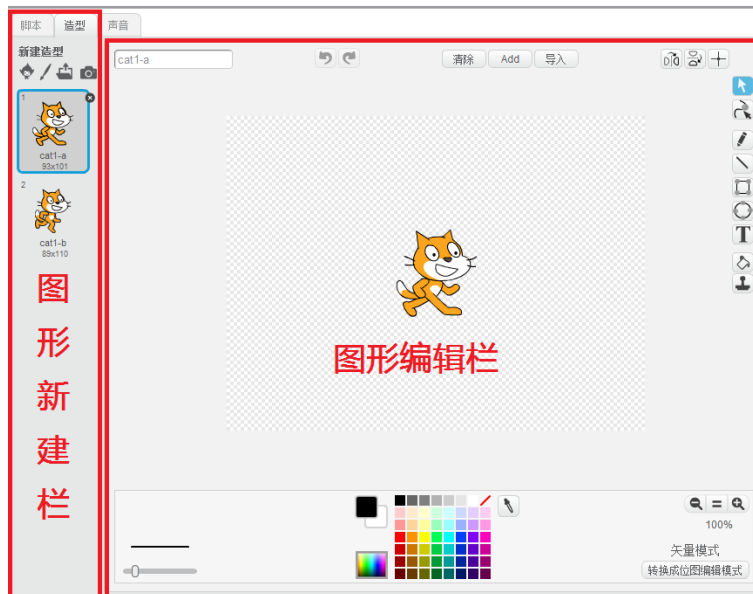 脚本 造型 声音
新建造型
cat1-a 清除 Add 导入
1
cat1-a
93x101
2
cat1-b
89x110
图形新建栏
图形编辑栏
T
100%
矢量模式
转换成位图编辑模式